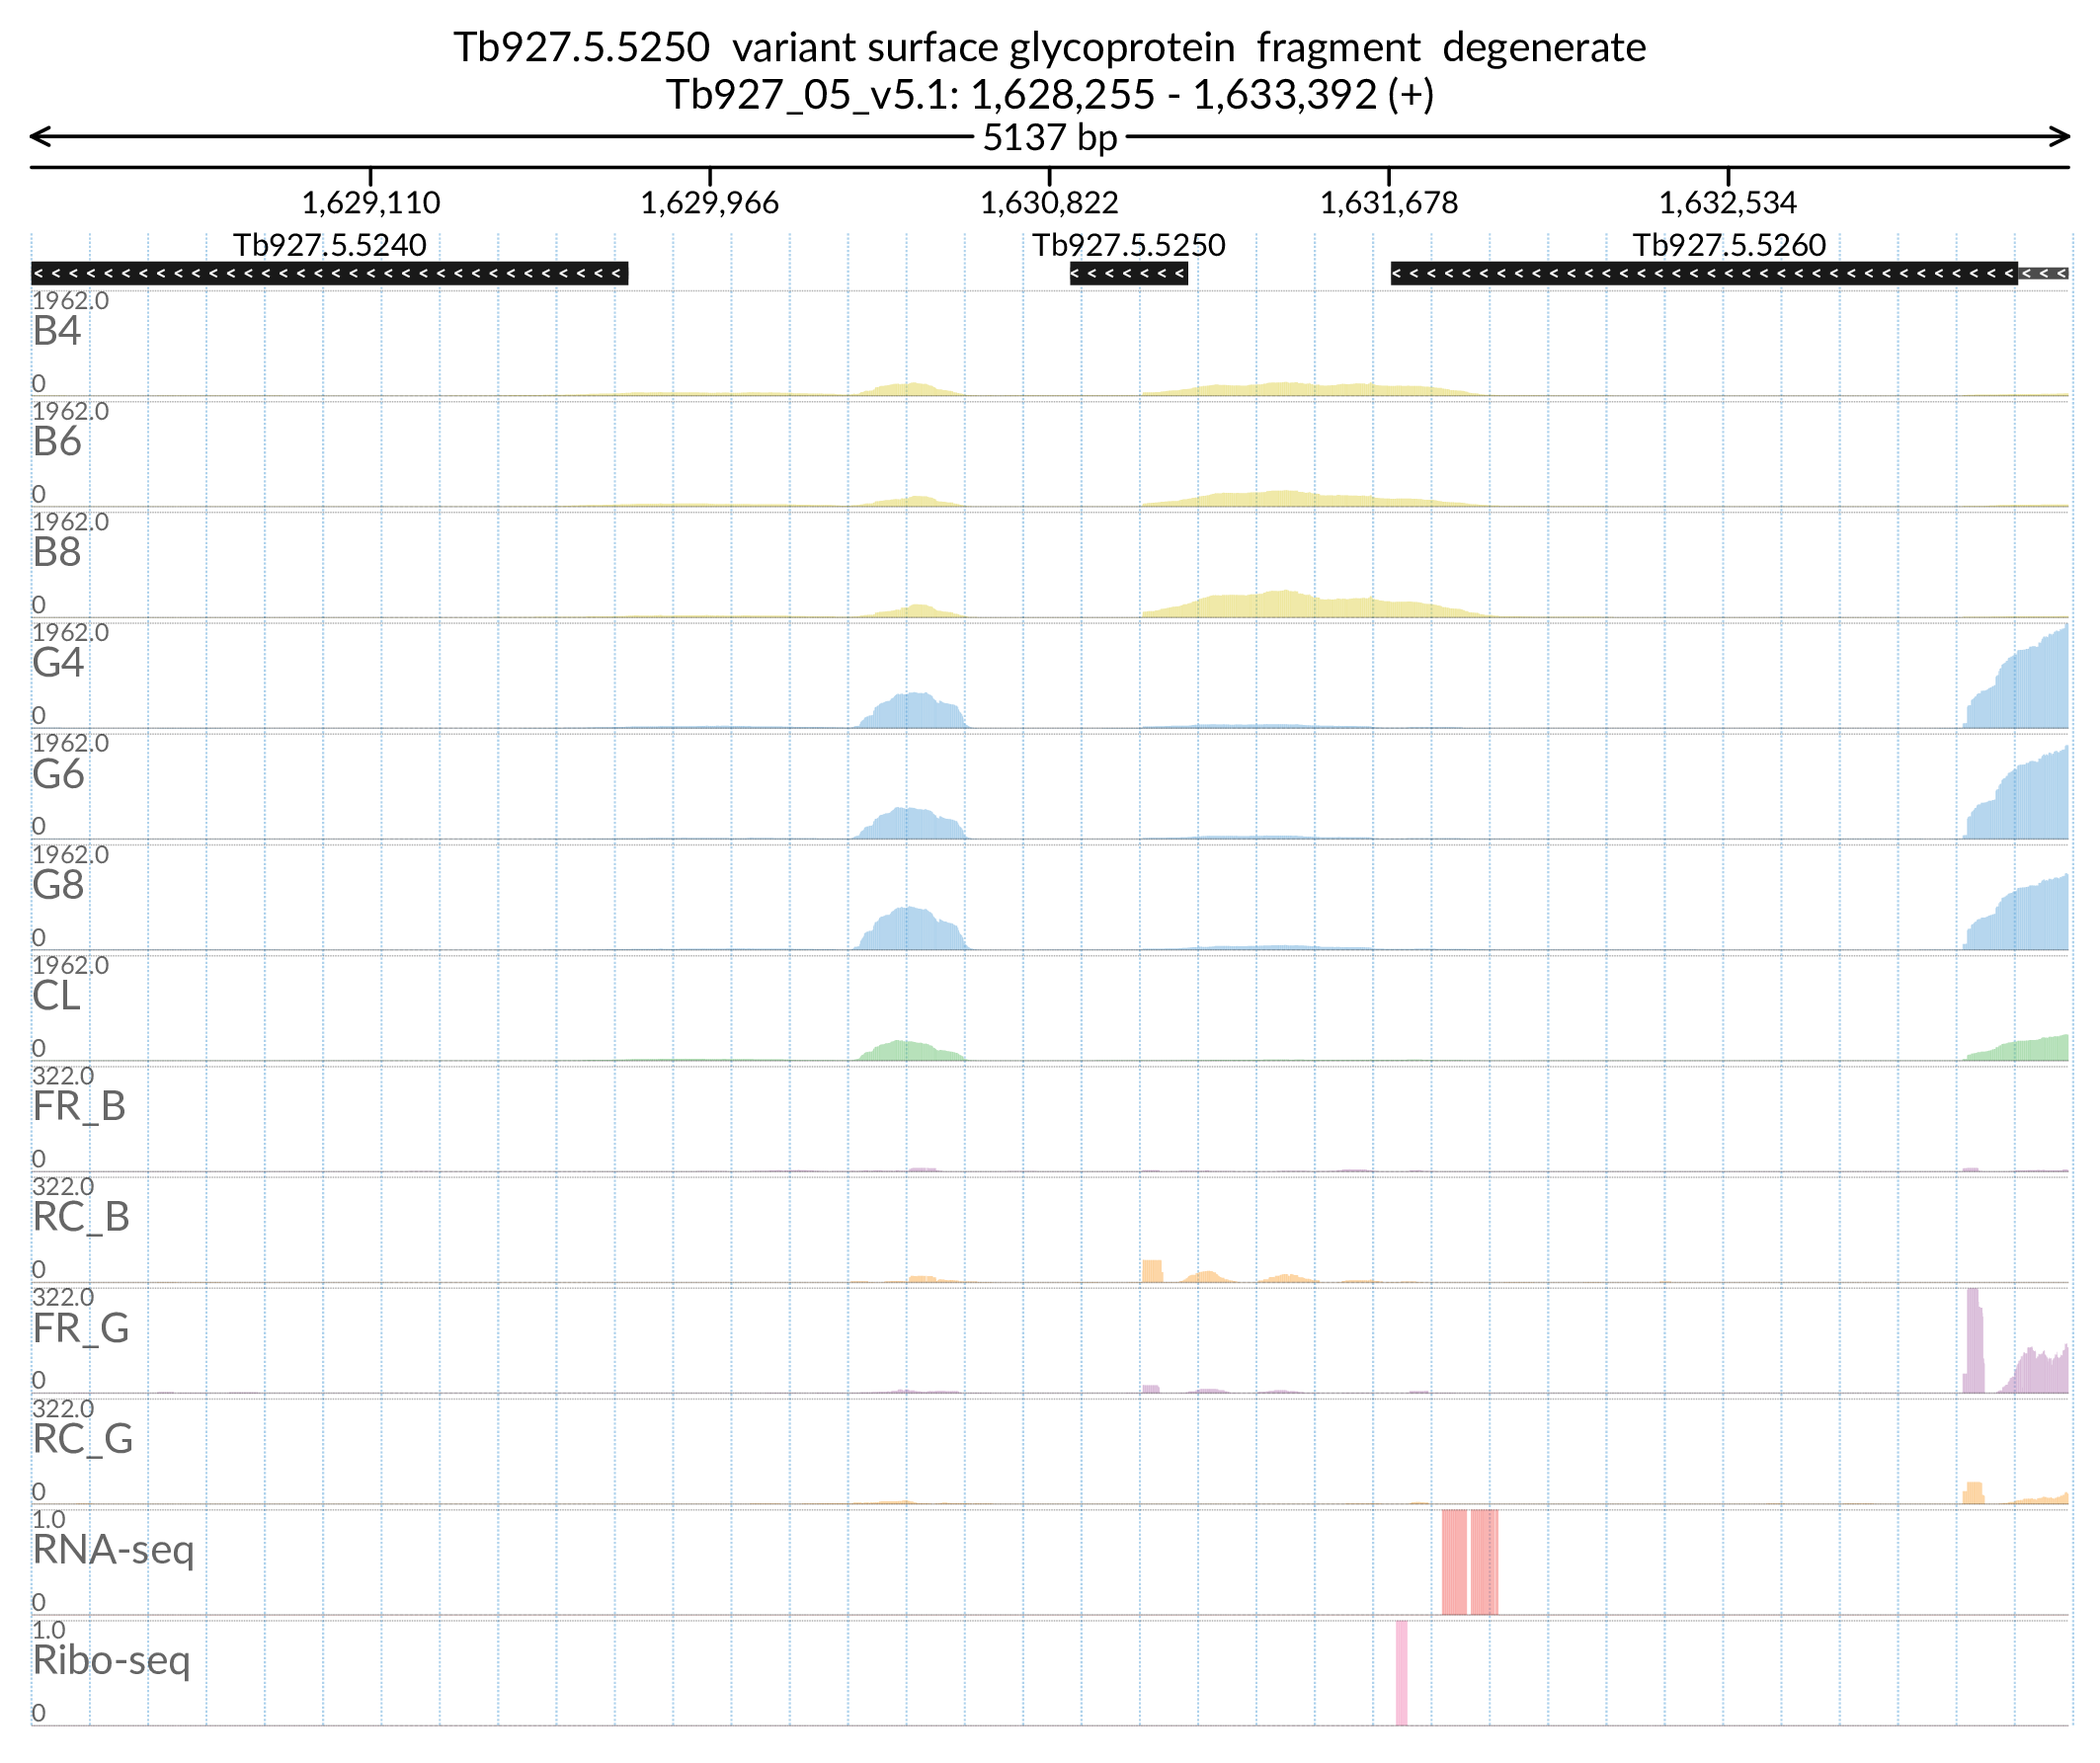 Tb927.5.5250 variant surface glycoprotein fragment degenerate
Tb927_05_v5.1: 1,628,255 - 1,633,392 (+)
5137 bp
1,629,110 1,629,966 1,630,822 1,631,678 1,632,534
Tb927.5.5240 Tb927.5.5250 Tb927.5.5260
1962.0
B4
0
1962.0
B6
0
1962.0
B8
0
1962.0
G4
0
1962.0
G6
0
1962.0
G8
0
1962.0
CL
0
322.0
FR_B
0
322.0
RC_B
0
322.0
FR_G
0
322.0
RC_G
0
1.0
RNA-seq
0
1.0
Ribo-seq
0